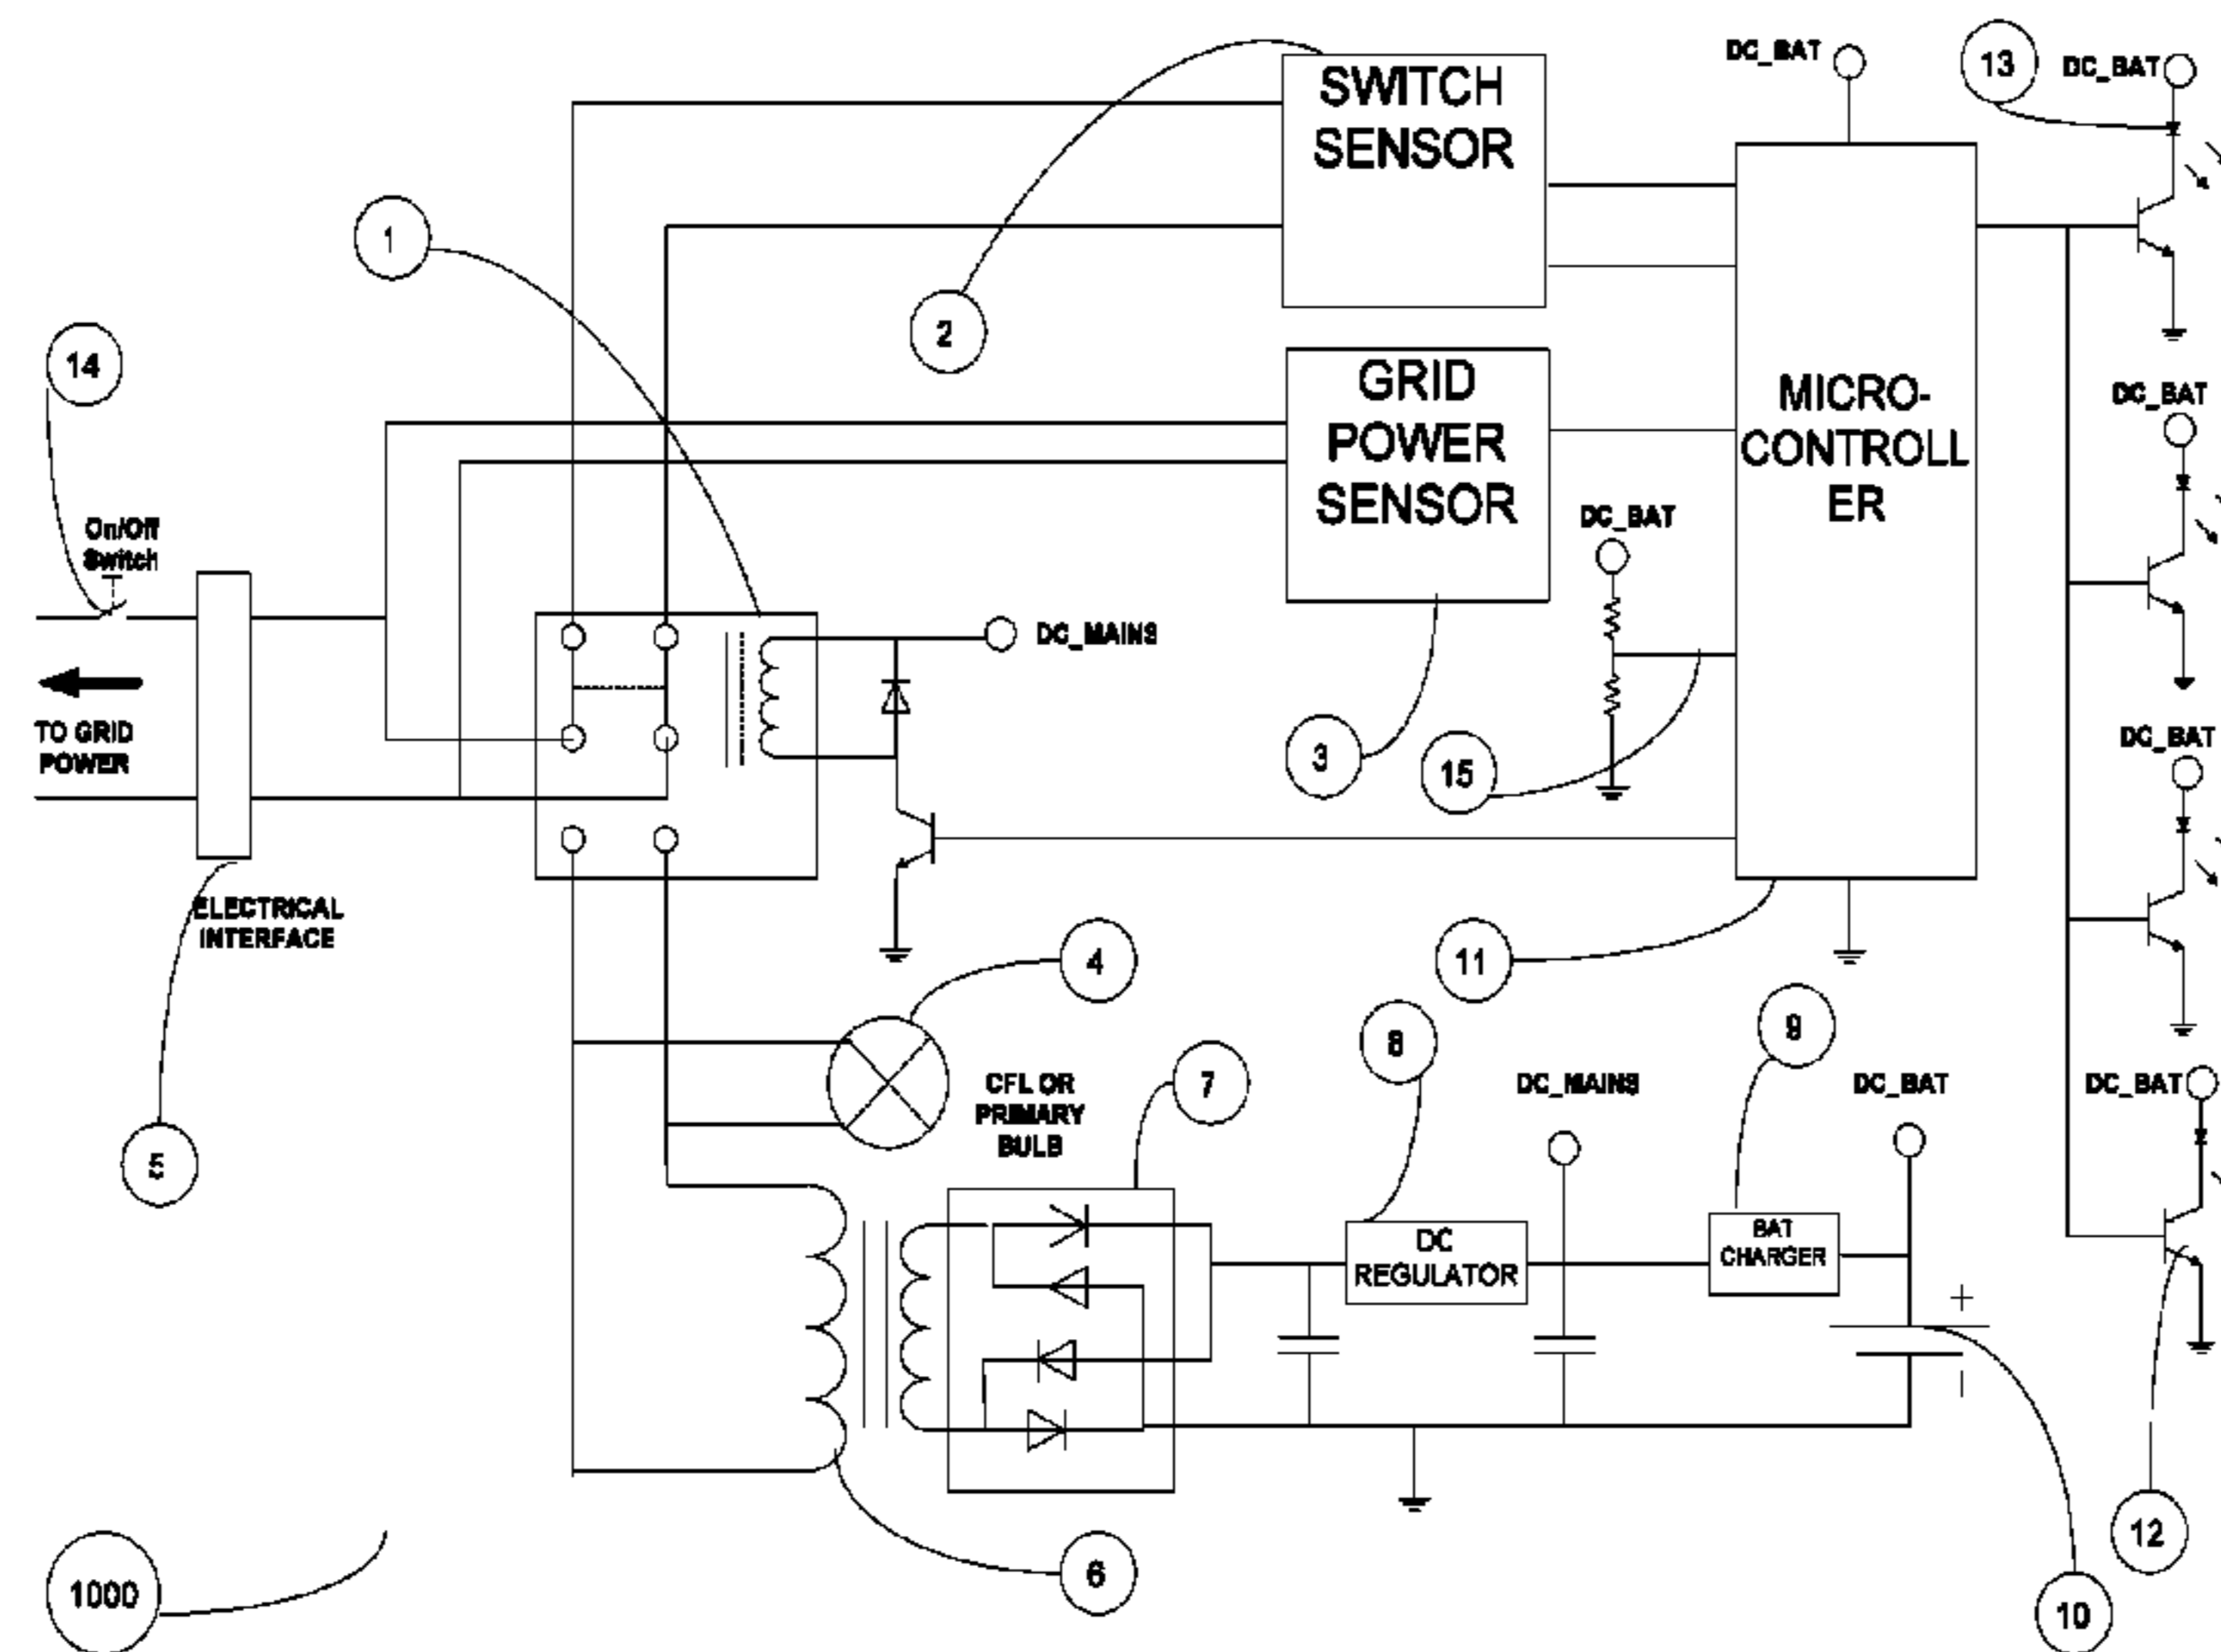 SWITCH
SENSOR
DC_BAT
13
DC_BAT
1
2
14
GRID
POWER
SENSOR
MICRO-
CONTROLL
ER
DC_BAT
On/Off
Switch
DC_BAT
DC_MAINS
TO GRID
POWER
3
15
DC_BAT
ELECTRICAL
INTERFACE
4
11
5
CFL OR
PRIMARY
BULB
7
8
DC_MAINS
9
DC_BAT
DC_BAT
DC
REGULATOR
BAT
CHARGER
+
-
12
6
10
1000